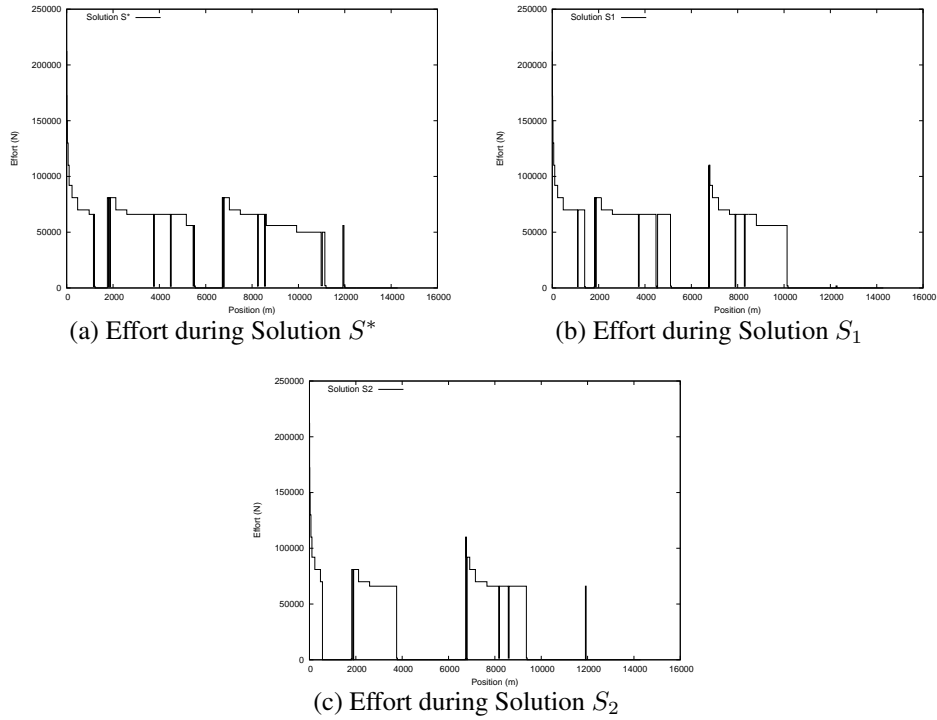 Solution S*
Effort (N)
250000
200000
150000
100000
50000
0
0 2000 4000 6000 8000 10000 12000 14000 16000
Position (m)
(a) Effort during Solution S*
Solution S1
Effort (N)
250000
200000
150000
100000
50000
0
0 2000 4000 6000 8000 10000 12000 14000 16000
Position (m)
(b) Effort during Solution S₁
Solution S2
Effort (N)
250000
200000
150000
100000
50000
0
0 2000 4000 6000 8000 10000 12000 14000 16000
Position (m)
(c) Effort during Solution S₂